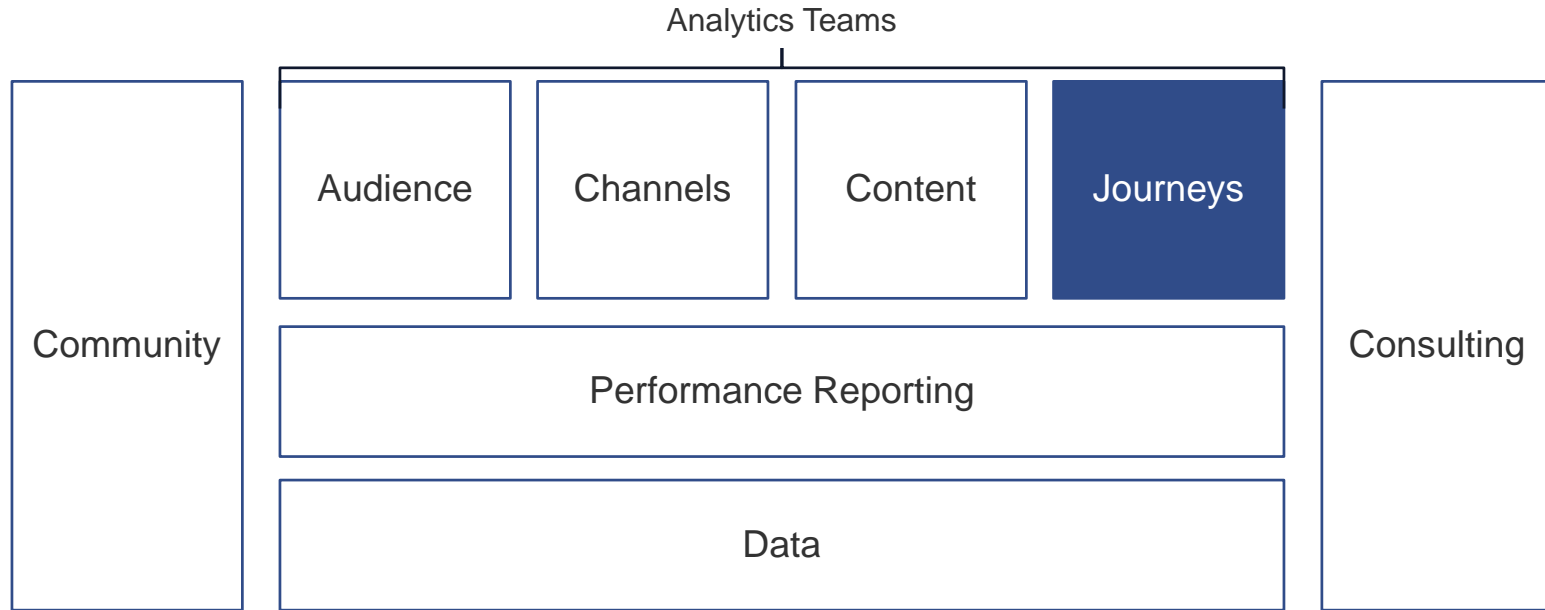 Analytics Teams
Audience
Channels
Content
Journeys
Community
Consulting
Performance Reporting
Data